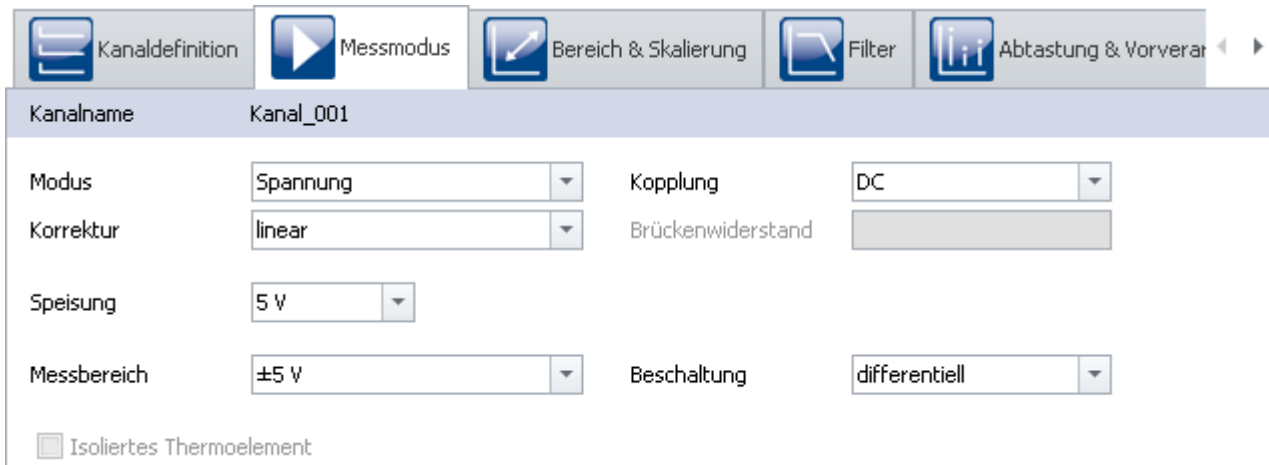 Kanaldefinition Messmodus Bereich & Skalierung Filter Abtastung & Vorverar
Kanalname Kanal_001
Modus Spannung Kopplung DC
Korrektur linear Brückenwiderstand
Speisung 5 V
Messbereich ±5 V Beschaltung differentiell
Isoliertes Thermoelement